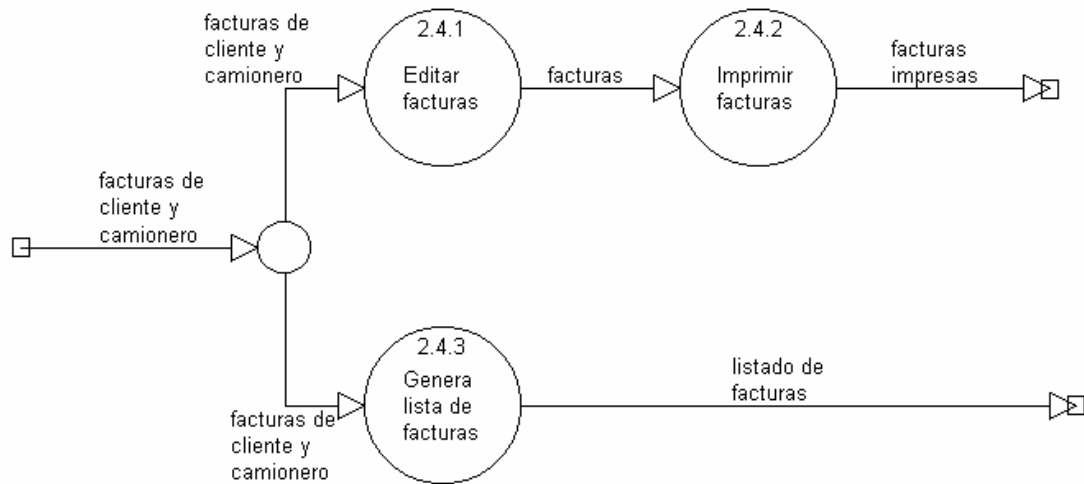 facturas de
cliente y
camionero
2.4.1
Editar
facturas
facturas
2.4.2
Imprimir
facturas
facturas
impresas
facturas de
cliente y
camionero
2.4.3
Genera
lista de
facturas
listado de
facturas
facturas de
cliente y
camionero